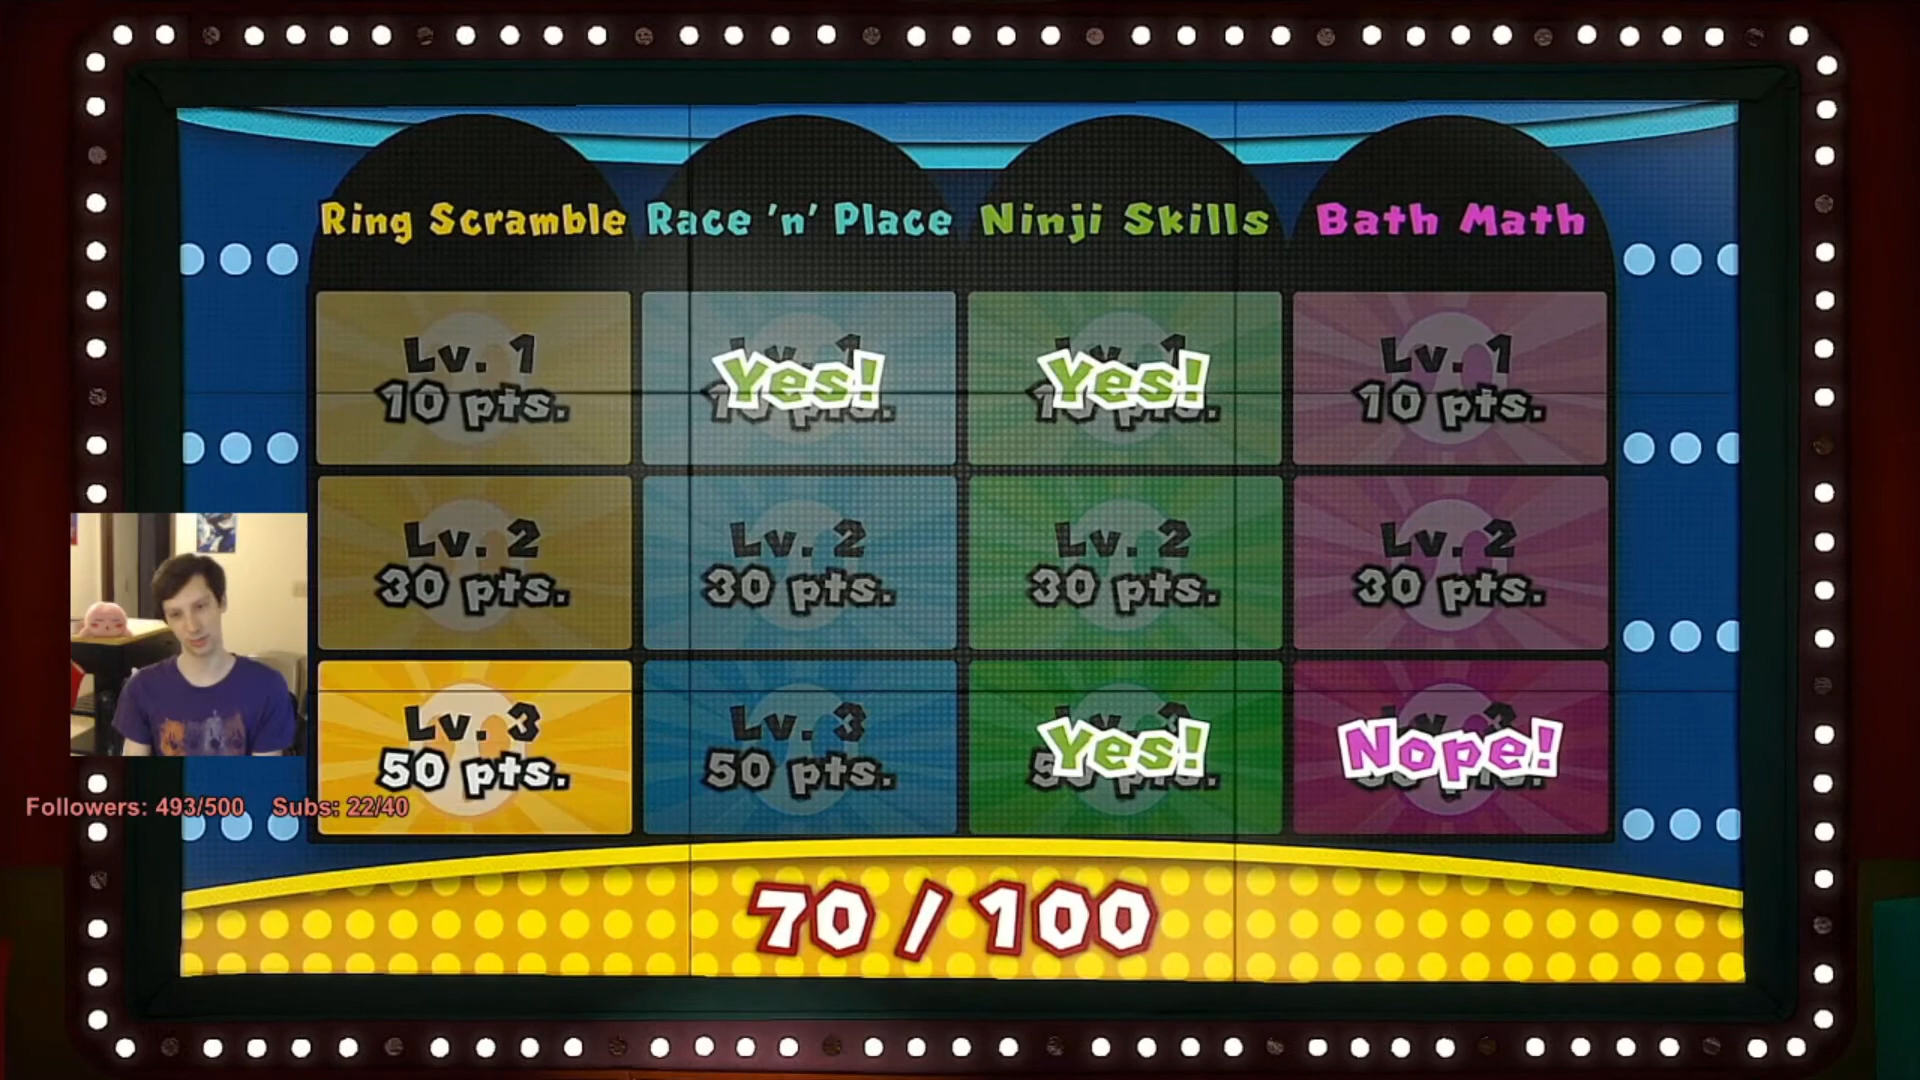 Ring Scramble Race 'n' Place Ninji Skills Bath Math
Lv. 1
10 pts.
Yes!
Yes!
Lv. 1
10 pts.
Lv. 2 Lv. 2 Lv. 2 Lv. 2
30 pts. 30 pts. 30 pts. 30 pts.
Lv. 3
50 pts.
Lv. 3
50 pts.
Yes!
Nope!
Followers: 493/500 Subs: 22/40
70 / 100